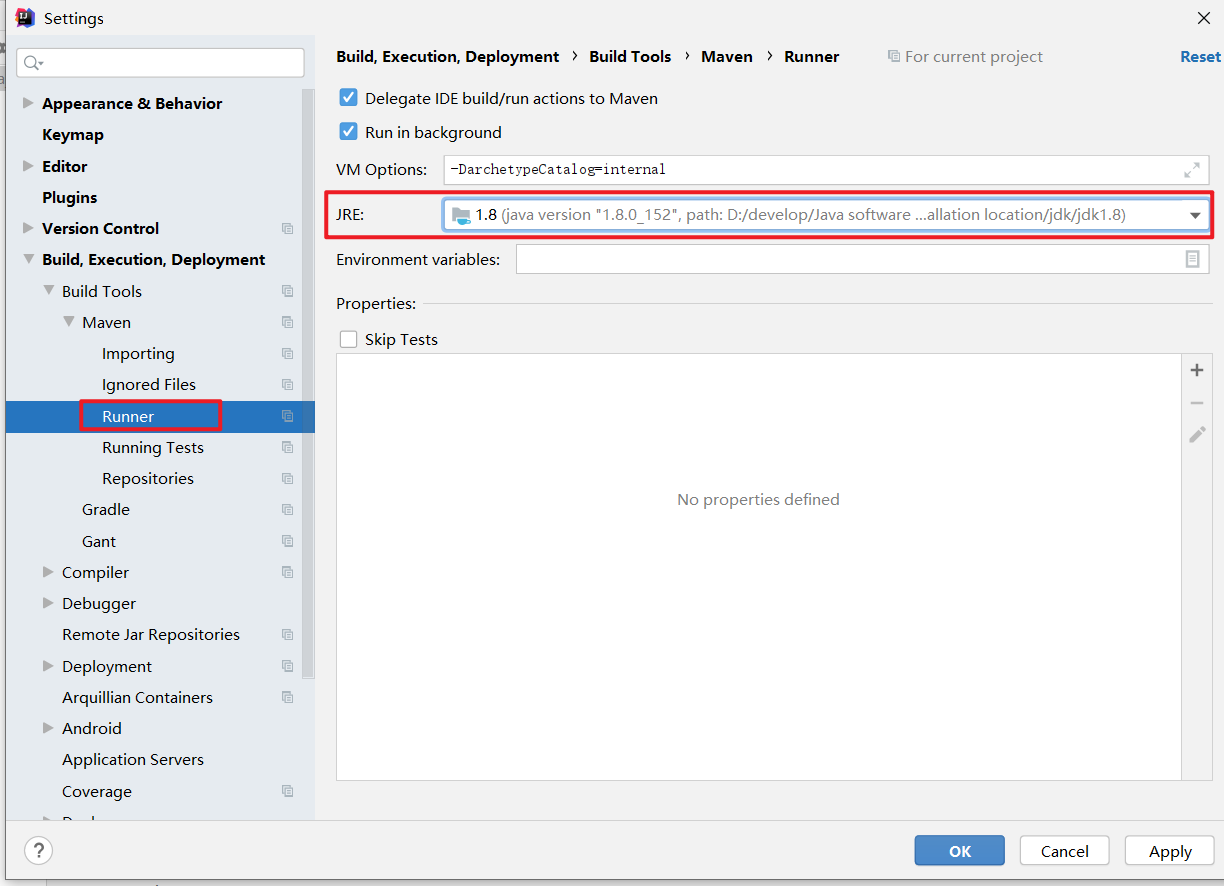 Settings
Build, Execution, Deployment › Build Tools › Maven › Runner For current project Reset
Appearance & Behavior
Keymap
Editor
Plugins
Version Control
Build, Execution, Deployment
Build Tools
Maven
Importing
Ignored Files
Runner
Running Tests
Repositories
Gradle
Gant
Compiler
Debugger
Remote Jar Repositories
Deployment
Arquillian Containers
Android
Application Servers
Coverage
Delegate IDE build/run actions to Maven
Run in background
VM Options: -DarchetypeCatalog=internal
JRE: 1.8 (java version "1.8.0_152", path: D:/develop/Java software ...allation location/jdk/jdk1.8)
Environment variables:
Properties:
Skip Tests
No properties defined
? OK Cancel Apply